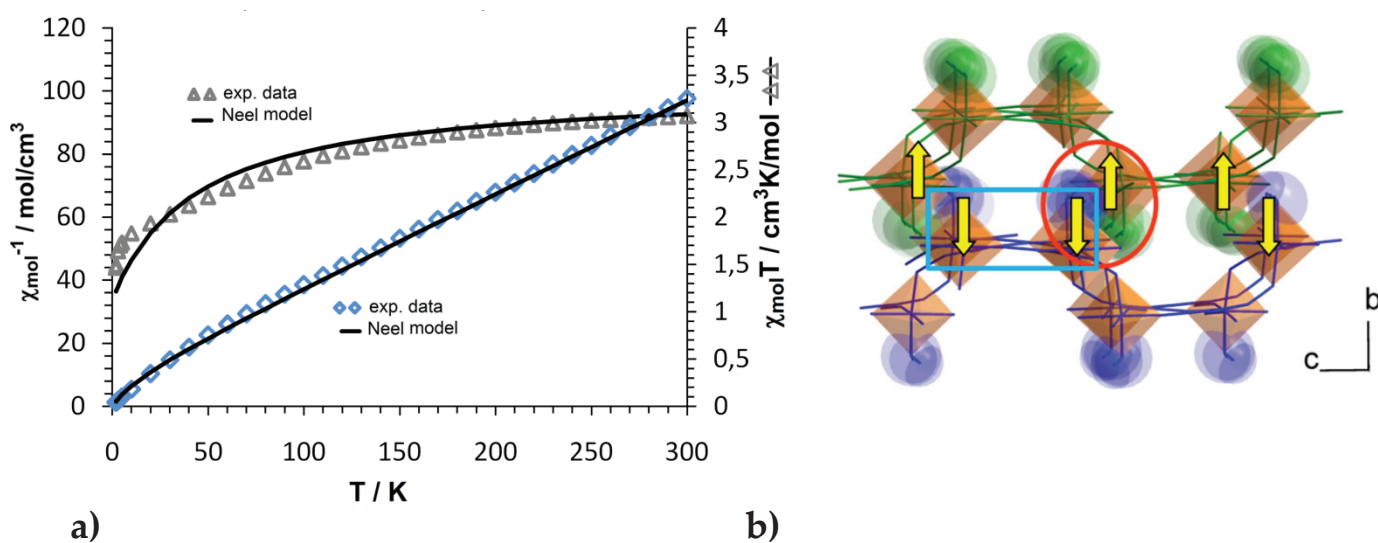 120
100
80
60
40
20
0
χmol⁻¹ / mol/cm³
exp. data
Neel model
exp. data
Neel model
0
50
100
150
200
250
300
T / K
4
3,5
3
2,5
2
1,5
1
0,5
0
χmolT / cm³K/mol
b
c
a)
b)